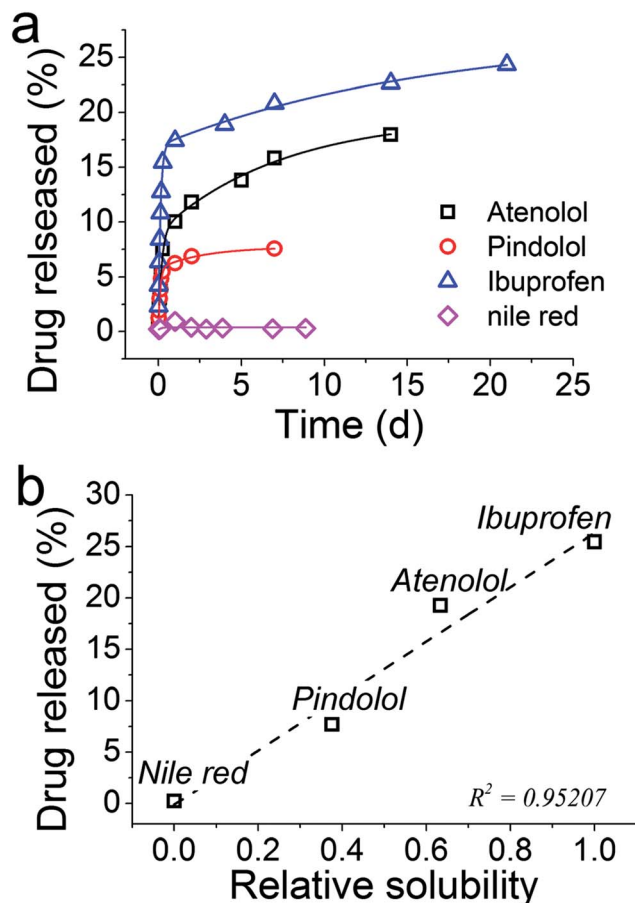 a
Drug relseased (%)
25
20
15
10
5
0
Atenolol
Pindolol
Ibuprofen
nile red
0 5 10 15 20 25
Time (d)
b
Drug released (%)
30
25
20
15
10
5
0
Ibuprofen
Atenolol
Pindolol
Nile red
R² = 0.95207
0.0 0.2 0.4 0.6 0.8 1.0
Relative solubility